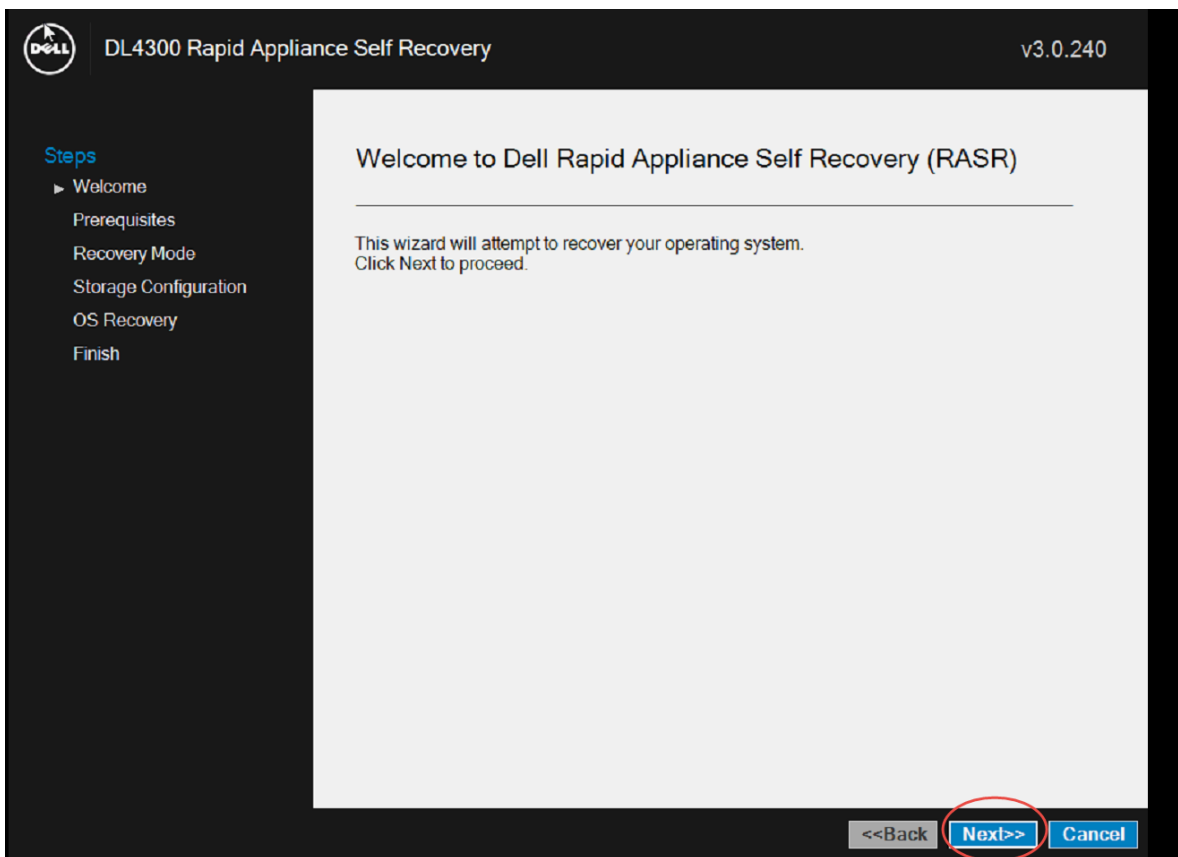 DELL
DL4300 Rapid Appliance Self Recovery
v3.0.240
Steps
Welcome
Prerequisites
Recovery Mode
Storage Configuration
OS Recovery
Finish
Welcome to Dell Rapid Appliance Self Recovery (RASR)
This wizard will attempt to recover your operating system.
Click Next to proceed.
<<Back
Next>>
Cancel